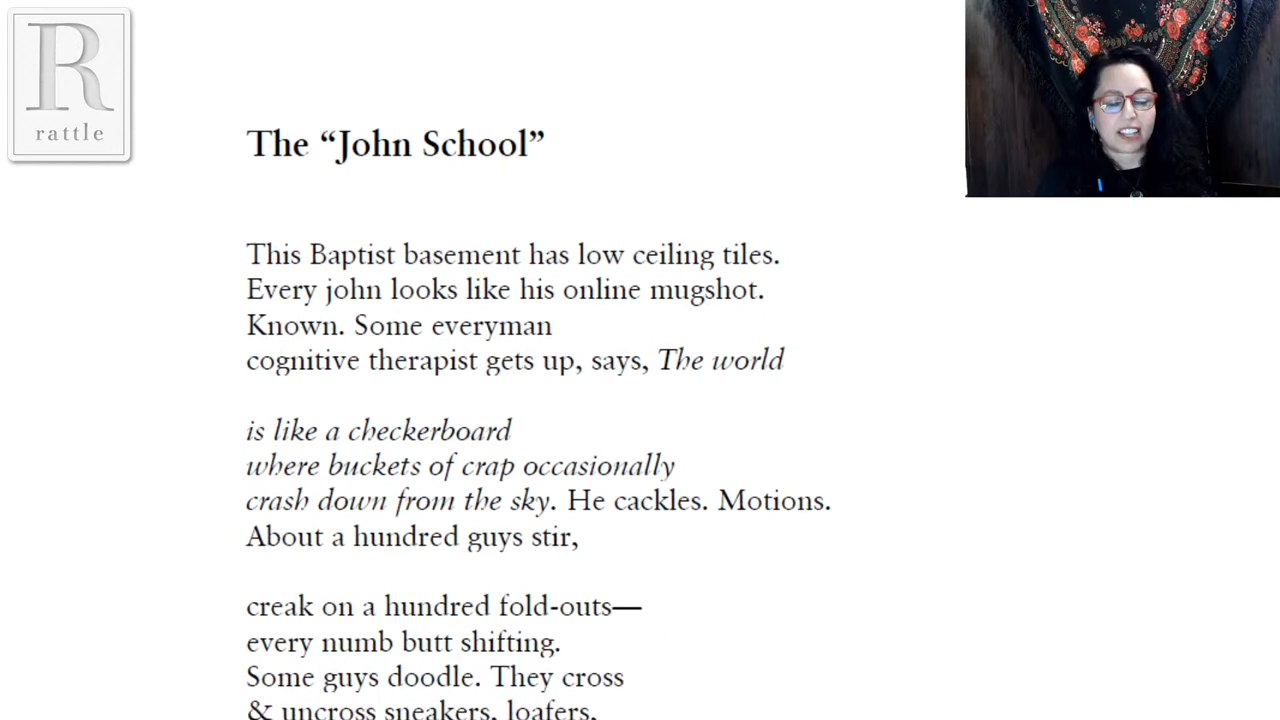 R
rattle
The “John School”
This Baptist basement has low ceiling tiles.
Every john looks like his online mugshot.
Known. Some everyman
cognitive therapist gets up, says, The world
is like a checkerboard
where buckets of crap occasionally
crash down from the sky. He cackles. Motions.
About a hundred guys stir,
creak on a hundred fold-outs—
every numb butt shifting.
Some guys doodle. They cross
& uncross sneakers, loafers,